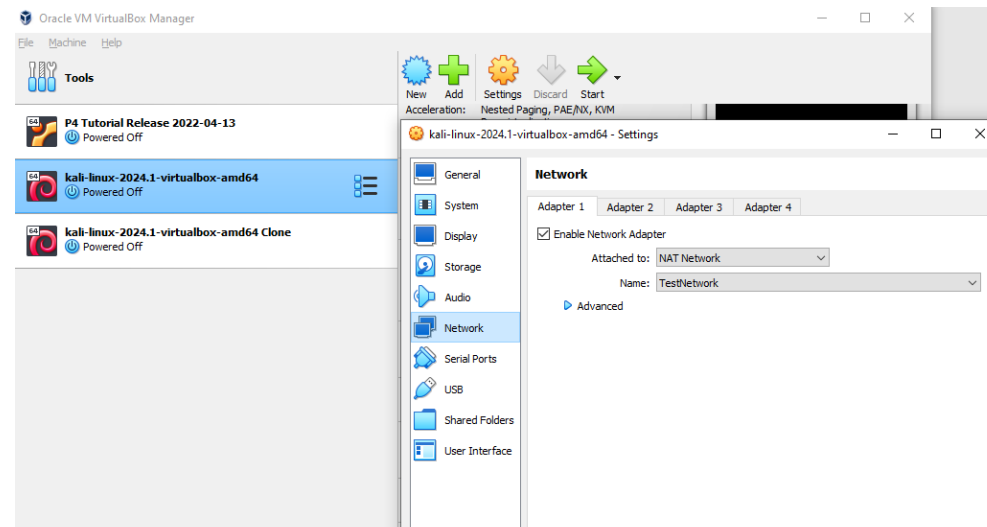 Oracle VM VirtualBox Manager
File Machine Help
Tools
New Add Settings Discard Start
Acceleration: Nested Paging, PAE/NX, KVM
64 P4 Tutorial Release 2022-04-13
Powered Off
64 kali-linux-2024.1-virtualbox-amd64
Powered Off
64 kali-linux-2024.1-virtualbox-amd64 Clone
Powered Off
kali-linux-2024.1-virtualbox-amd64 - Settings
General
System
Display
Storage
Audio
Network
Serial Ports
USB
Shared Folders
User Interface
Network
Adapter 1 Adapter 2 Adapter 3 Adapter 4
Enable Network Adapter
Attached to: NAT Network
Name: TestNetwork
Advanced